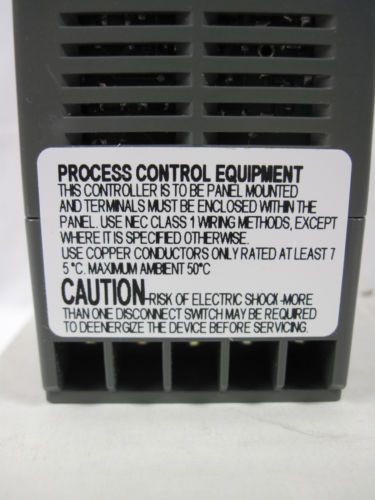 PROCESS CONTROL EQUIPMENT
THIS CONTROLLER IS TO BE PANEL MOUNTED
AND TERMINALS MUST BE ENCLOSED WITHIN THE
PANEL. USE NEC CLASS 1 WIRING METHODS, EXCEPT
WHERE IT IS SPECIFIED OTHERWISE.
USE COPPER CONDUCTORS ONLY RATED AT LEAST 7
5 °C. MAXIMUM AMBIENT 50°C
CAUTION-RISK OF ELECTRIC SHOCK -MORE
THAN ONE DISCONNECT SWITCH MAY BE REQUIRED
TO DEENERGIZE THE DEVICE BEFORE SERVICING.